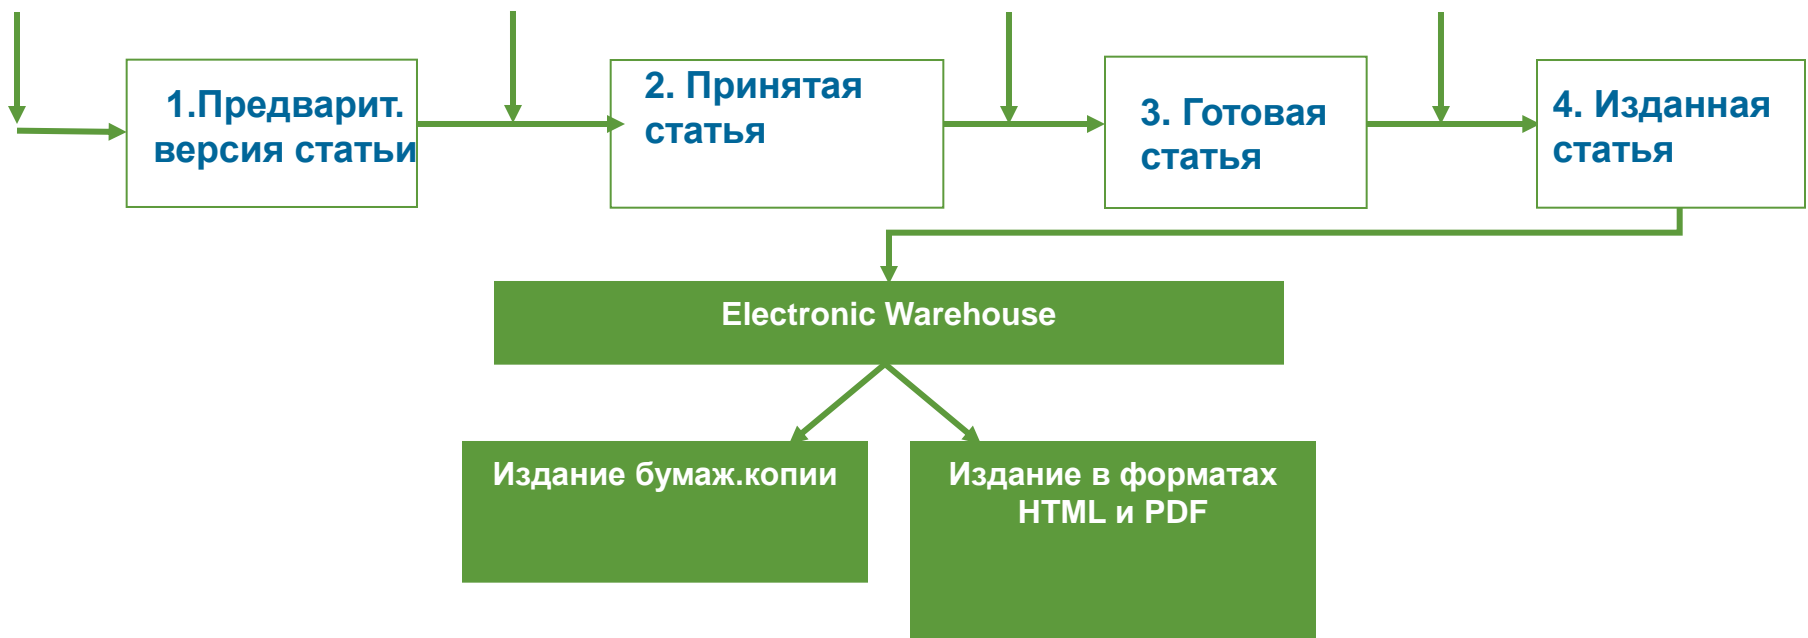 1.Предварит.
версия статьи
2. Принятая
статья
3. Готовая
статья
4. Изданная
статья
Electronic Warehouse
Издание бумаж.копии
Издание в форматах
HTML и PDF